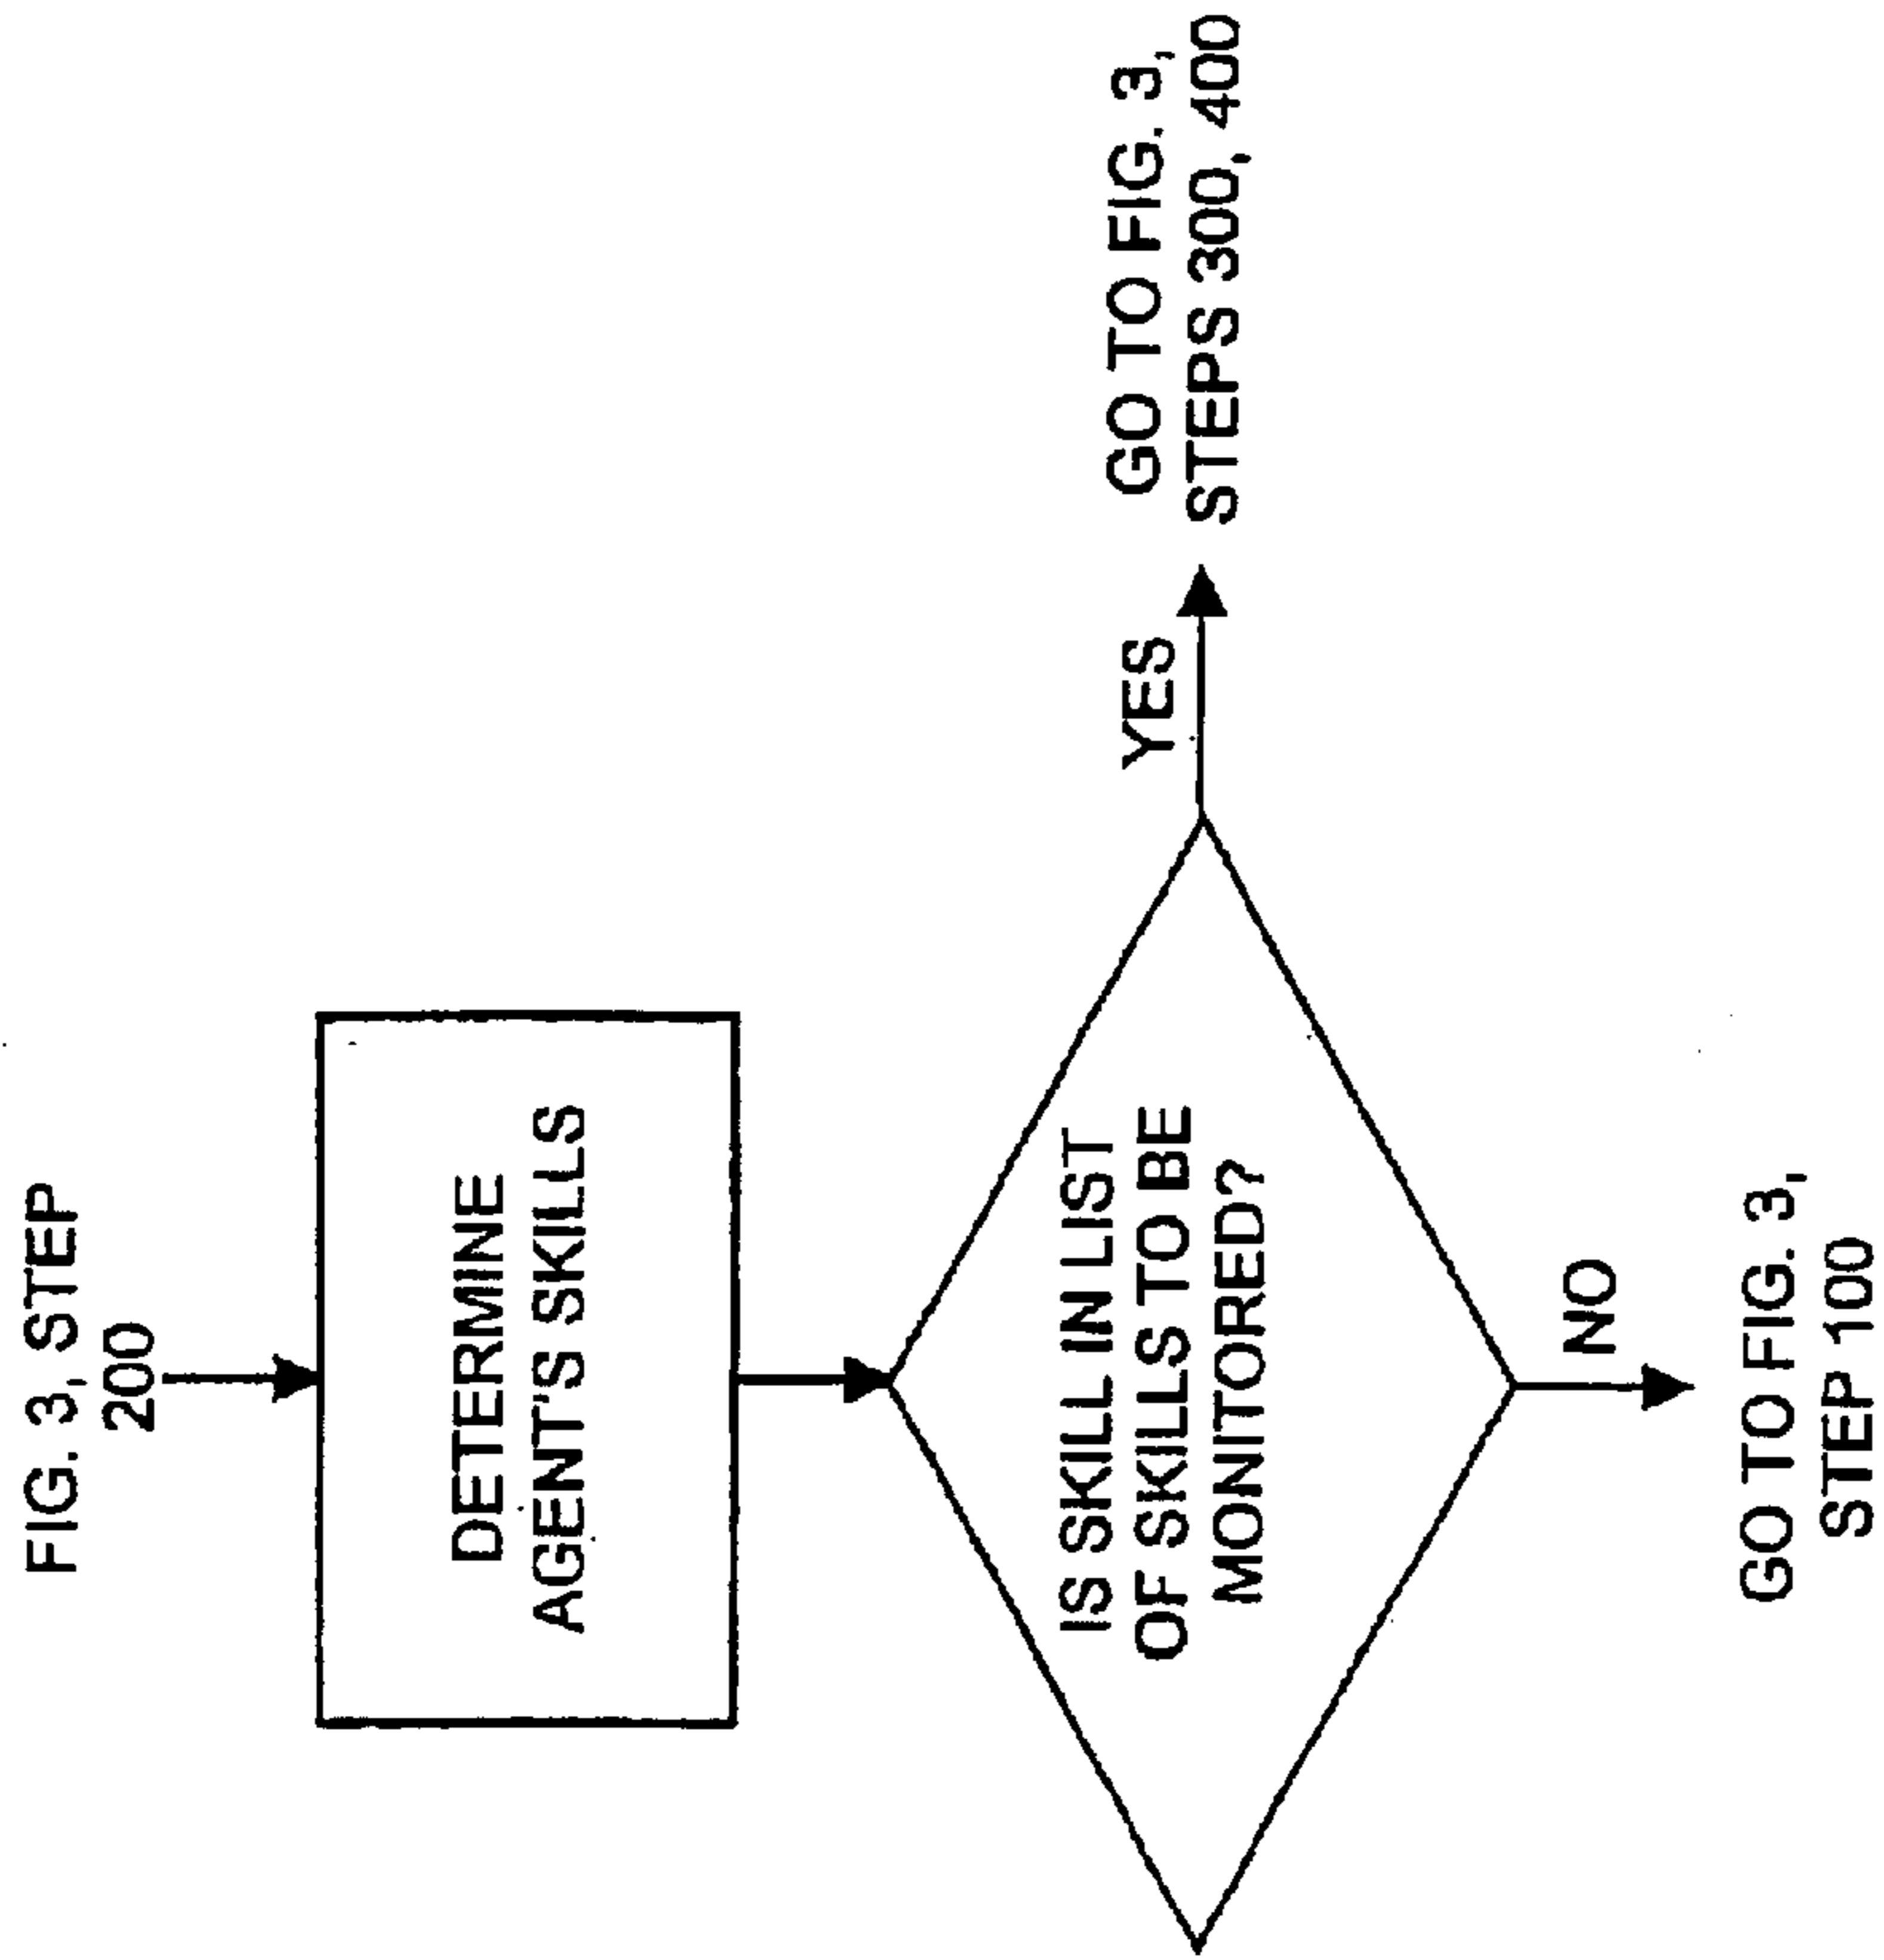 FIG. 3, STEP
200
DETERMINE
AGENT'S SKILLS
IS SKILL IN LIST
OF SKILLS TO BE
MONITORED?
YES
GO TO FIG. 3,
STEPS 300, 400
NO
GO TO FIG. 3,
STEP 100